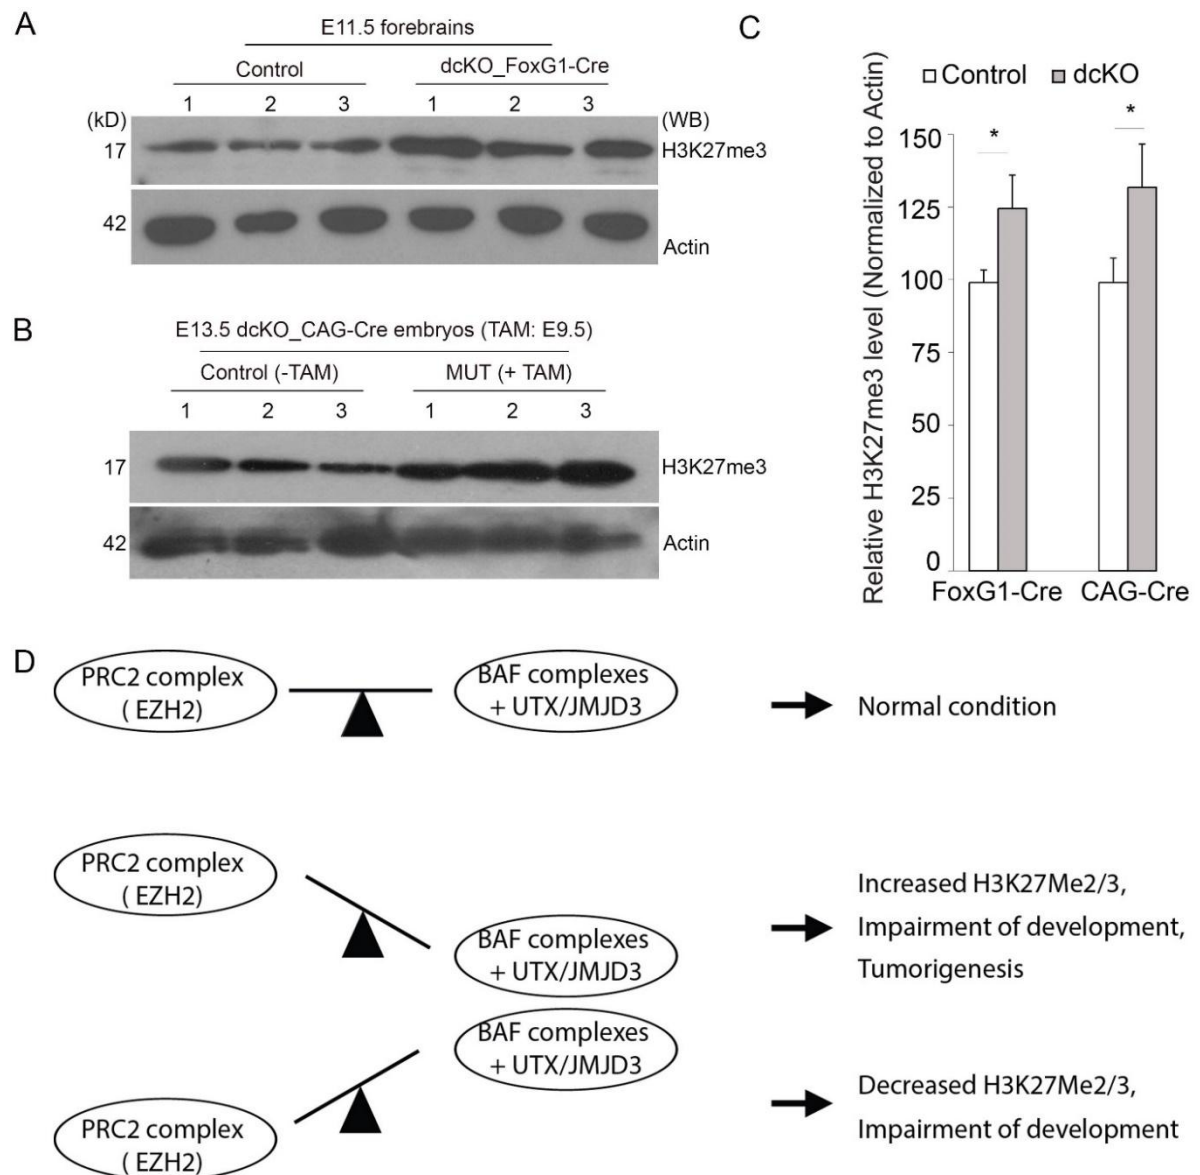 A
E11.5 forebrains
Control
dcKO_FoxG1-Cre
1 2 3 1 2 3
(kD)
(WB)
17
H3K27me3
42
Actin
B
E13.5 dcKO_CAG-Cre embryos (TAM: E9.5)
Control (-TAM)
MUT (+ TAM)
1 2 3 1 2 3
17
H3K27me3
42
Actin
C
Control
dcKO
Relative H3K27me3 level (Normalized to Actin)
150
125
100
75
50
25
0
*
*
FoxG1-Cre
CAG-Cre
D
PRC2 complex
( EZH2)
BAF complexes
+ UTX/JMJD3
Normal condition
PRC2 complex
( EZH2)
BAF complexes
+ UTX/JMJD3
Increased H3K27Me2/3,
Impairment of development,
Tumorigenesis
BAF complexes
+ UTX/JMJD3
PRC2 complex
( EZH2)
Decreased H3K27Me2/3,
Impairment of development